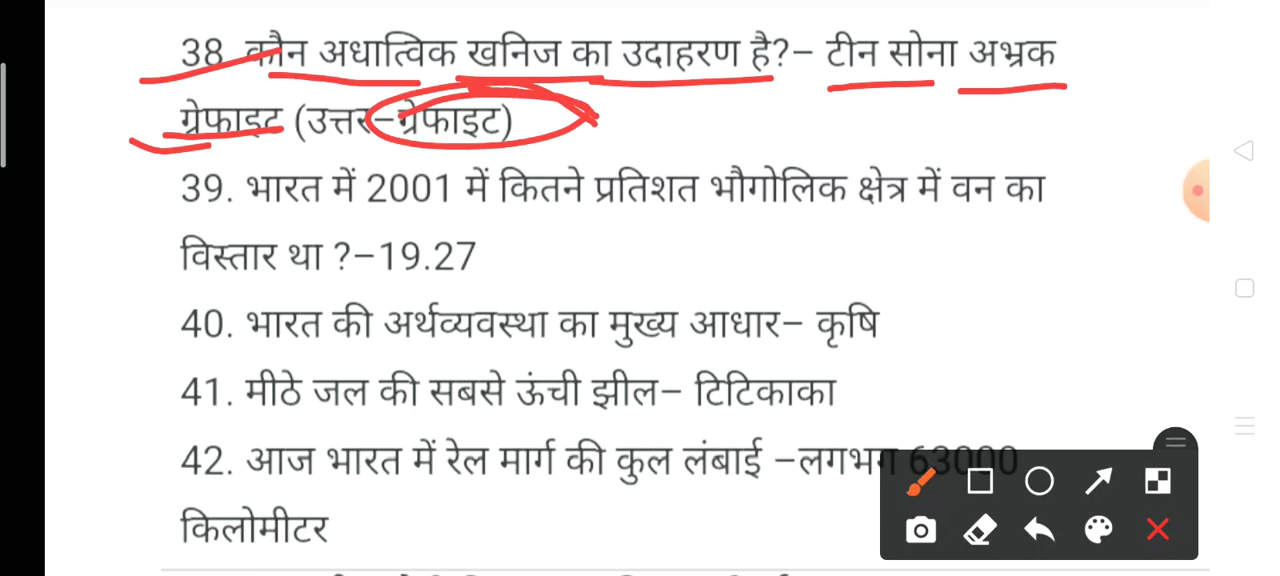 38 कौन अधात्विक खनिज का उदाहरण है?– टीन सोना अभ्रक
ग्रेफाइट (उत्तर–ग्रेफाइट)
39. भारत में 2001 में कितने प्रतिशत भौगोलिक क्षेत्र में वन का
विस्तार था ?–19.27
40. भारत की अर्थव्यवस्था का मुख्य आधार– कृषि
41. मीठे जल की सबसे ऊंची झील– टिटिकाका
42. आज भारत में रेल मार्ग की कुल लंबाई –लगभग 63000
किलोमीटर